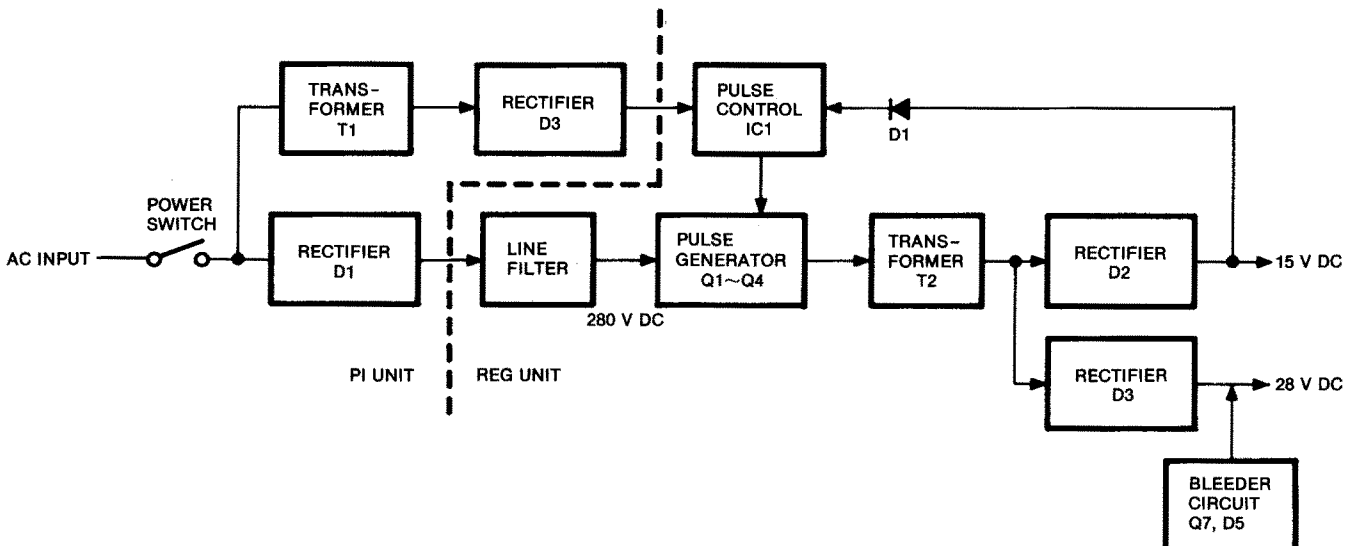 TRANS-
FORMER
T1
RECTIFIER
D3
PULSE
CONTROL
IC1
D1
POWER
SWITCH
AC INPUT
RECTIFIER
D1
LINE
FILTER
280 V DC
PULSE
GENERATOR
Q1~Q4
TRANS-
FORMER
T2
RECTIFIER
D2
15 V DC
PI UNIT
REG UNIT
RECTIFIER
D3
28 V DC
BLEEDER
CIRCUIT
Q7, D5